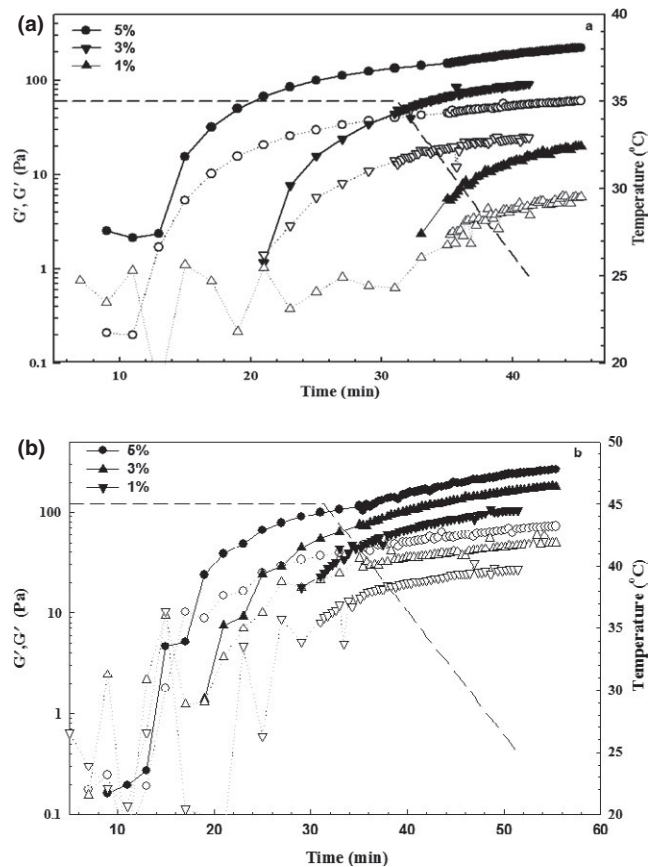 (a)
a
5%
3%
1%
G′, G′ (Pa)
100
10
1
0.1
40
35
30
25
20
Temperature (°C)
10 20 30 40
Time (min)
(b)
b
5%
3%
1%
G′,G′ (Pa)
100
10
1
0.1
50
45
40
35
30
25
20
Temperature (°C)
10 20 30 40 50 60
Time (min)